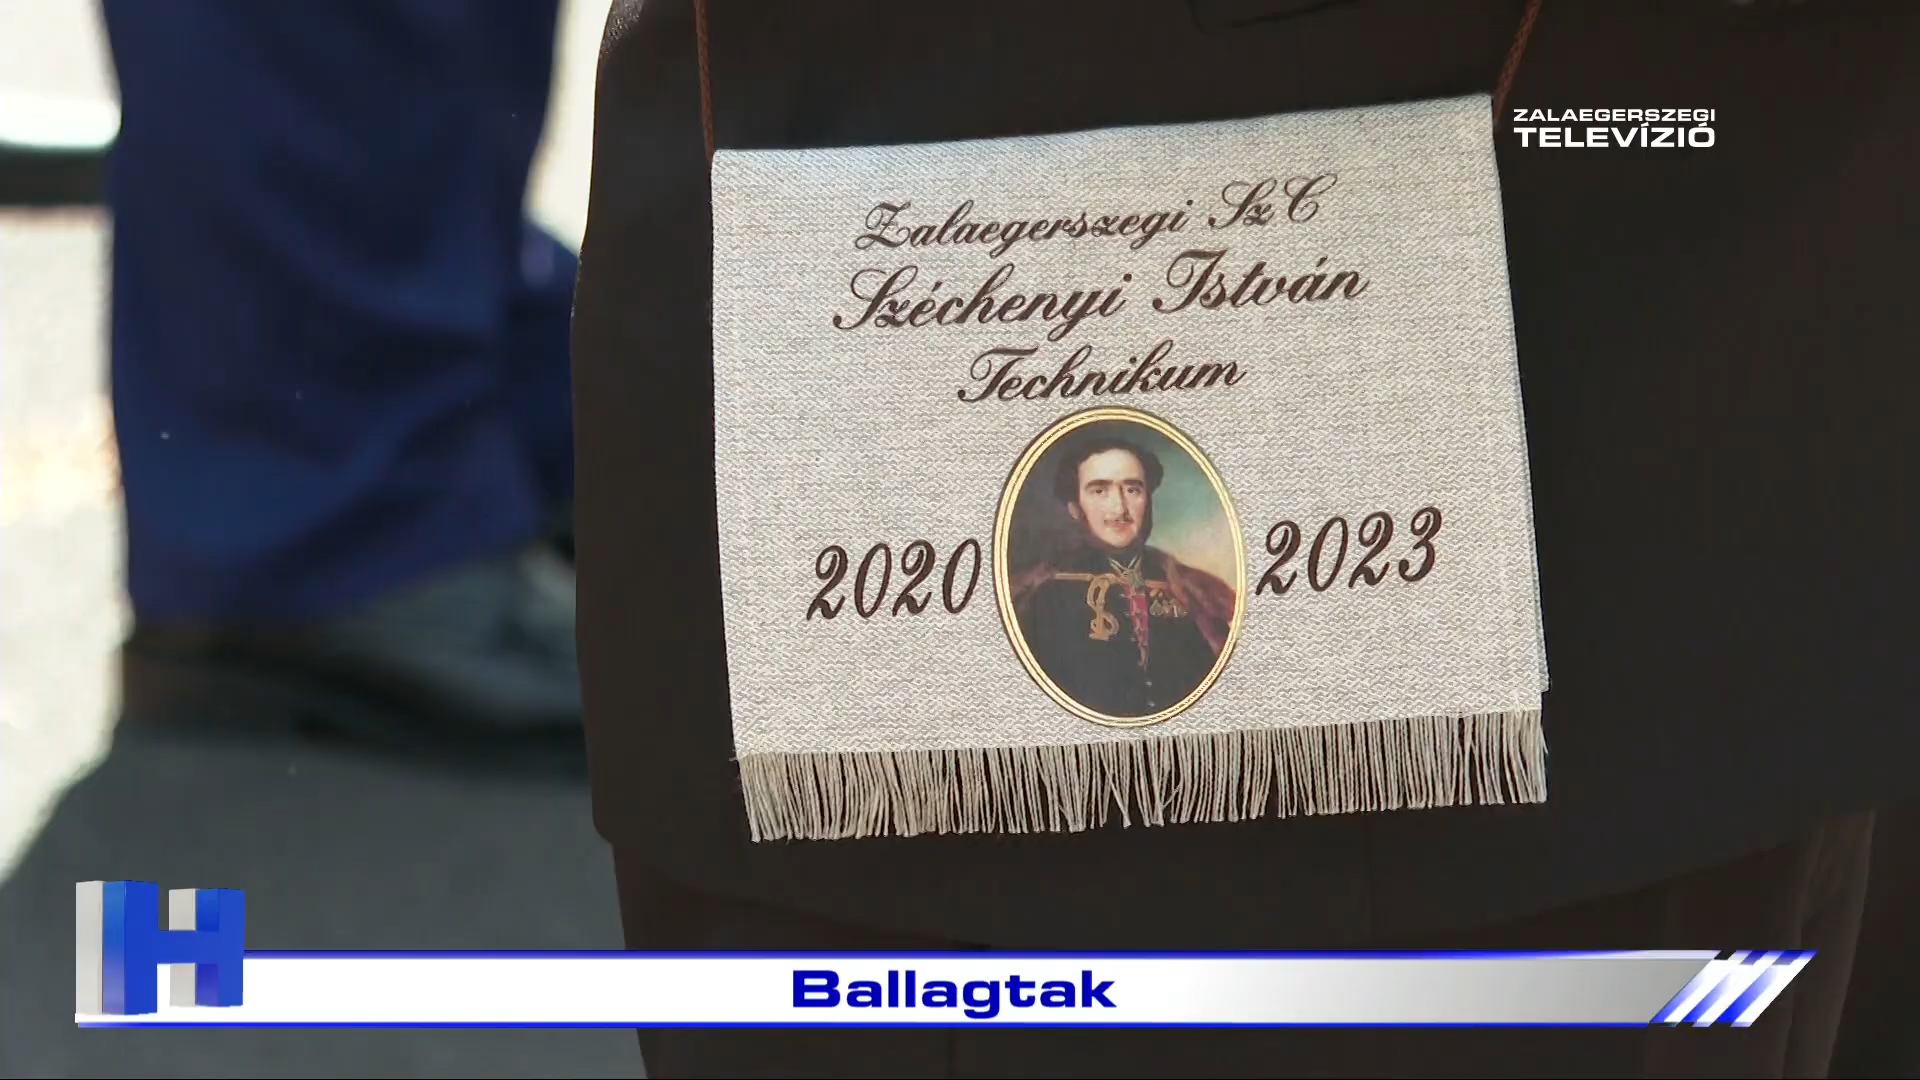 ZALAEGERSZEGI
TELEVÍZIÓ
Zalaegerszegi SzC
Széchenyi István
Technikum
2020 2023
H
Ballagtak